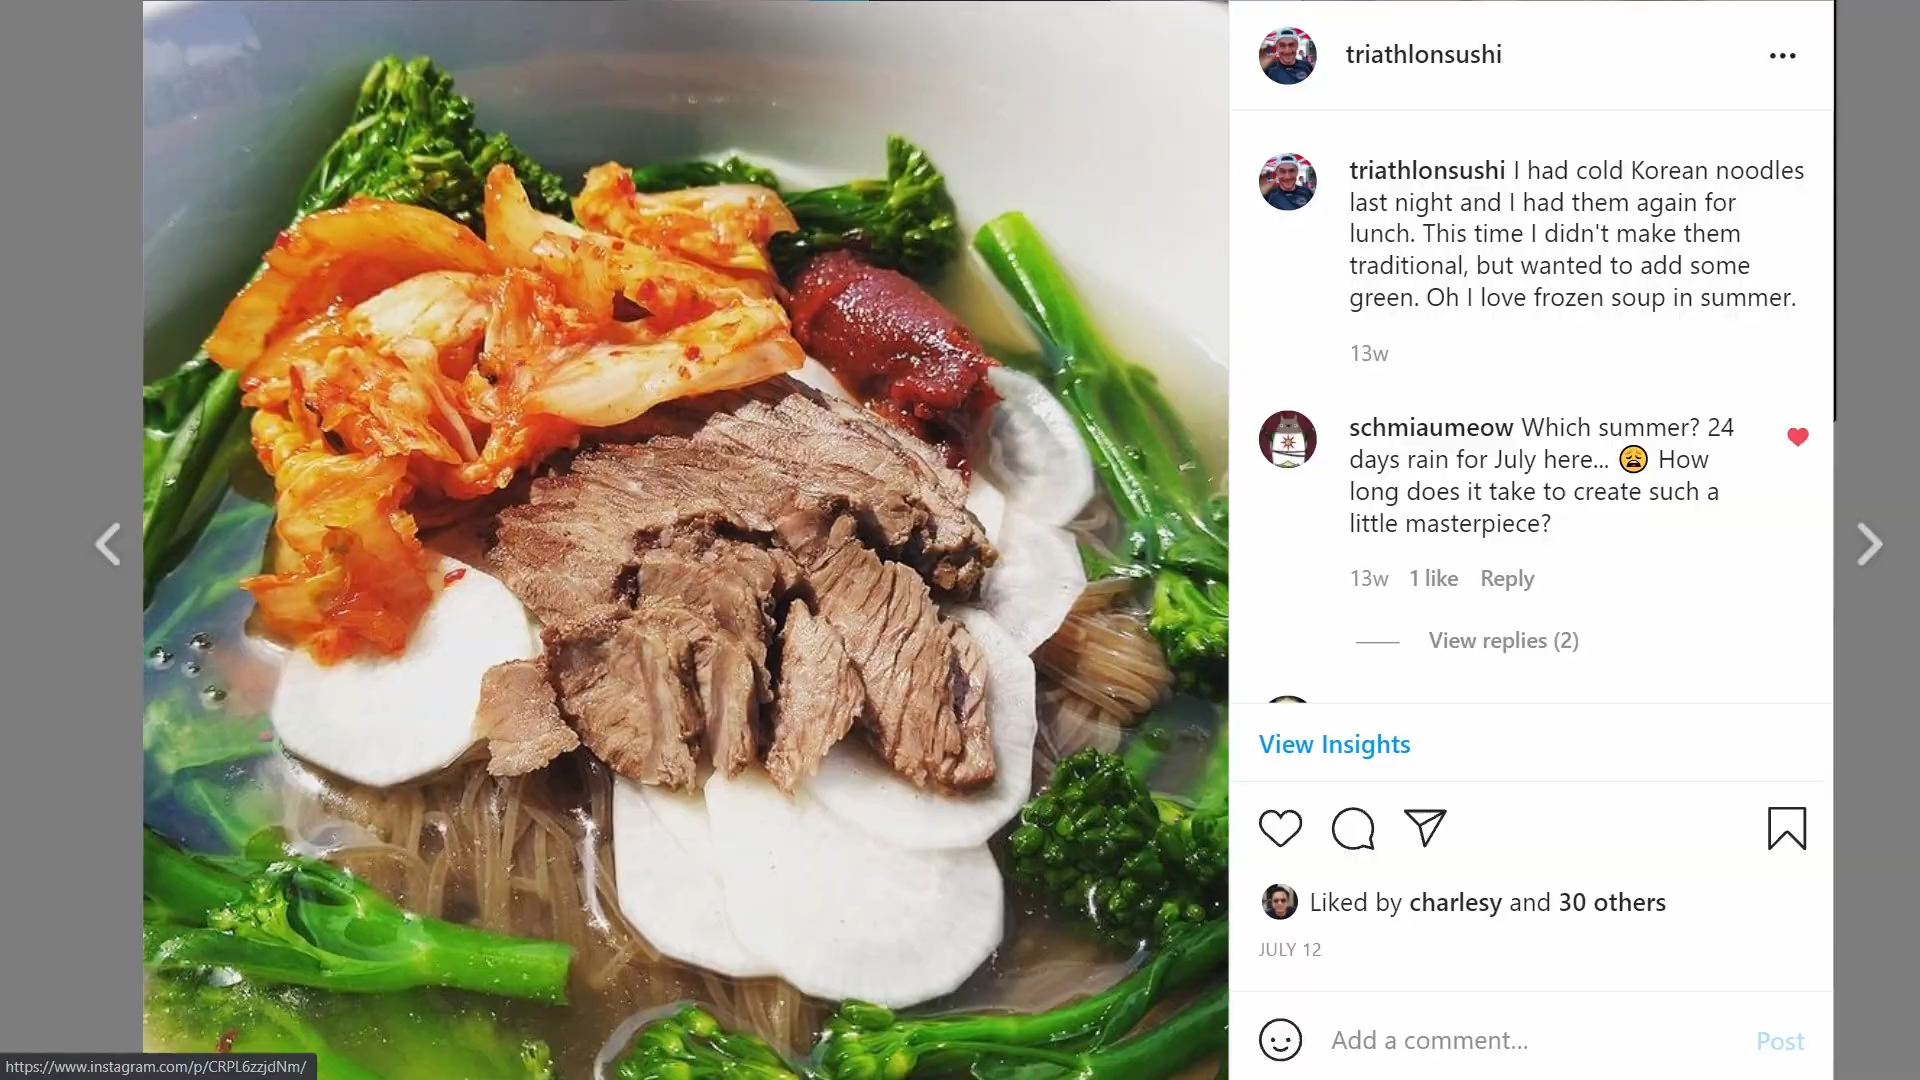 triathlonsushi
triathlonsushi I had cold Korean noodles
last night and I had them again for
lunch. This time I didn't make them
traditional, but wanted to add some
green. Oh I love frozen soup in summer.
13w
schmiaumeow Which summer? 24
days rain for July here... 😩 How
long does it take to create such a
little masterpiece?
13w 1 like Reply
View replies (2)
View Insights
Liked by charlesy and 30 others
JULY 12
Add a comment... Post
https://www.instagram.com/p/CRPL6zzjdNm/